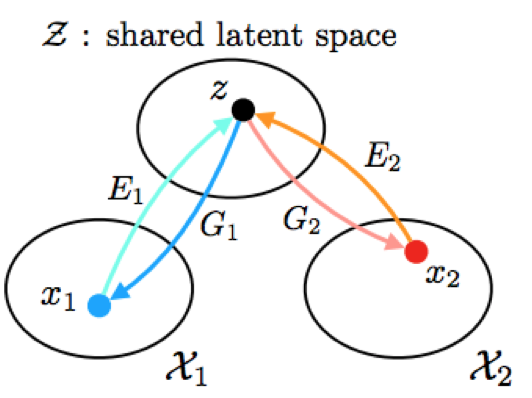 𝒵 : shared latent space
z
E₁
E₂
G₁
G₂
x₁
x₂
𝒳₁
𝒳₂